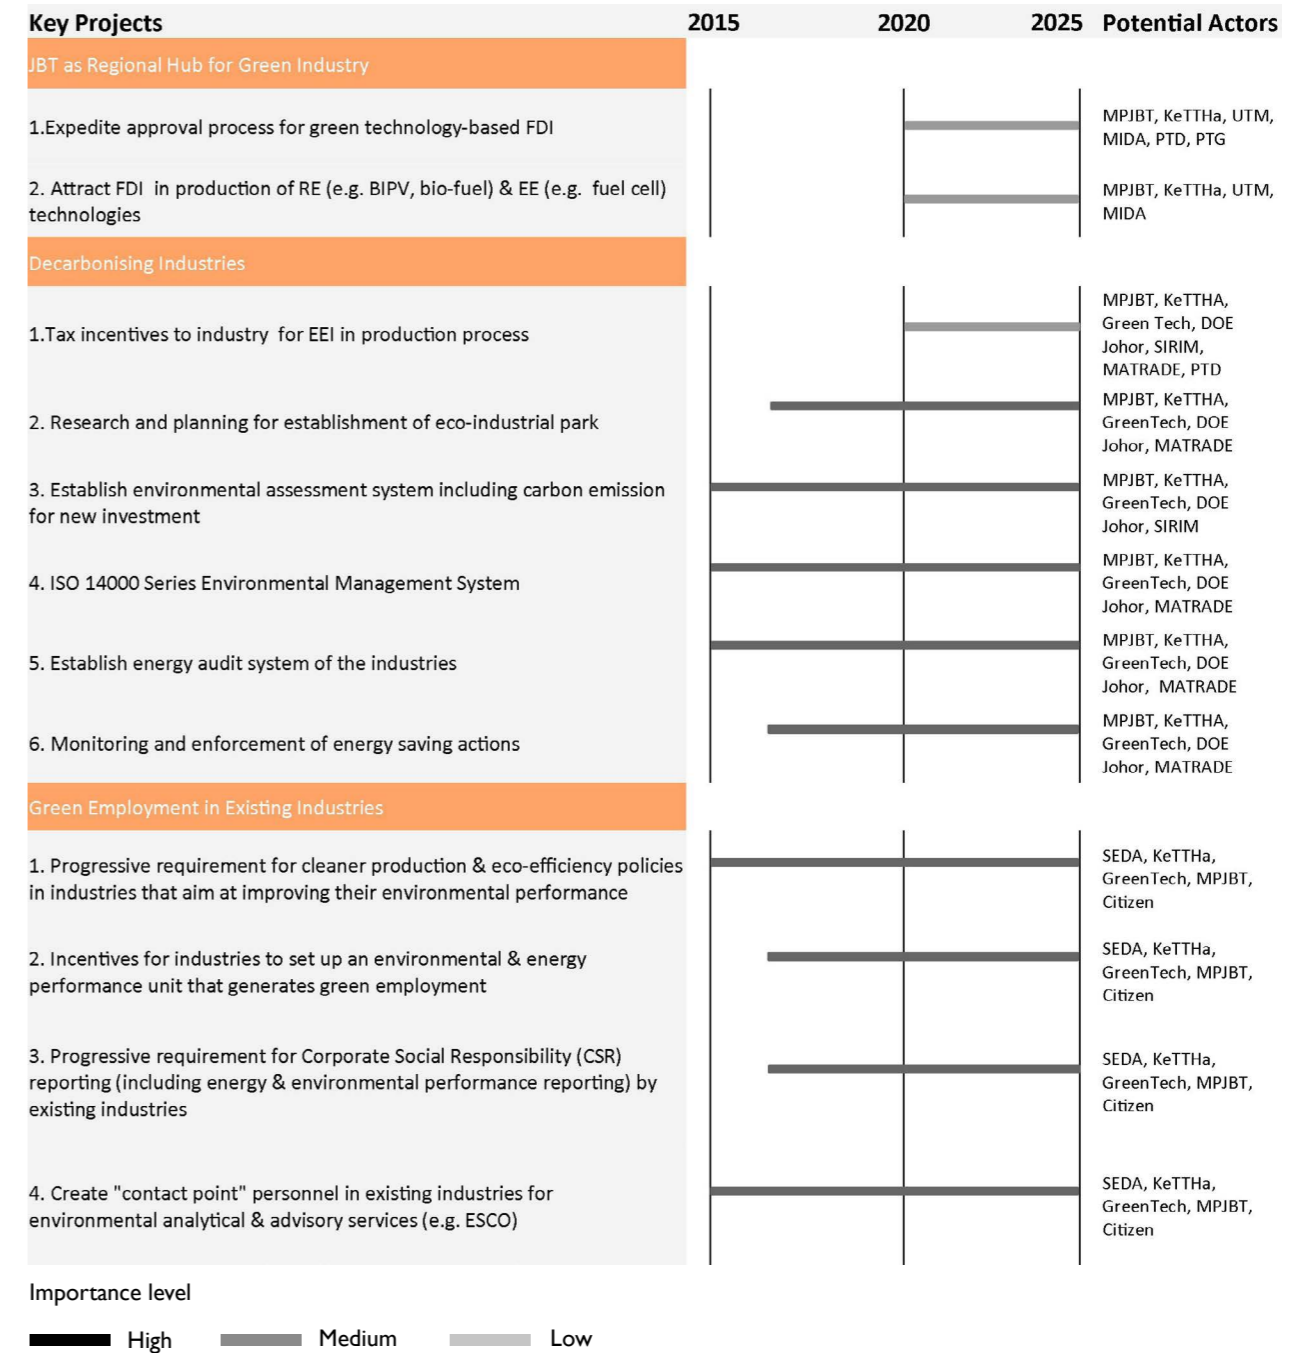 Key Projects 2015 2020 2025 Potential Actors
JBT as Regional Hub for Green Industry
1.Expedite approval process for green technology-based FDI
MPJBT, KeTTHa, UTM,
MIDA, PTD, PTG
2. Attract FDI in production of RE (e.g. BIPV, bio-fuel) & EE (e.g. fuel cell)
technologies
MPJBT, KeTTHa, UTM,
MIDA
Decarbonising Industries
1.Tax incentives to industry for EEI in production process
MPJBT, KeTTHA,
Green Tech, DOE
Johor, SIRIM,
MATRADE, PTD
2. Research and planning for establishment of eco-industrial park
MPJBT, KeTTHA,
GreenTech, DOE
Johor, MATRADE
3. Establish environmental assessment system including carbon emission
for new investment
MPJBT, KeTTHA,
GreenTech, DOE
Johor, SIRIM
4. ISO 14000 Series Environmental Management System
MPJBT, KeTTHA,
GreenTech, DOE
Johor, MATRADE
5. Establish energy audit system of the industries
MPJBT, KeTTHA,
GreenTech, DOE
Johor, MATRADE
6. Monitoring and enforcement of energy saving actions
MPJBT, KeTTHA,
GreenTech, DOE
Johor, MATRADE
Green Employment in Existing Industries
1. Progressive requirement for cleaner production & eco-efficiency policies
in industries that aim at improving their environmental performance
SEDA, KeTTHa,
GreenTech, MPJBT,
Citizen
2. Incentives for industries to set up an environmental & energy
performance unit that generates green employment
SEDA, KeTTHa,
GreenTech, MPJBT,
Citizen
3. Progressive requirement for Corporate Social Responsibility (CSR)
reporting (including energy & environmental performance reporting) by
existing industries
SEDA, KeTTHa,
GreenTech, MPJBT,
Citizen
4. Create "contact point" personnel in existing industries for
environmental analytical & advisory services (e.g. ESCO)
SEDA, KeTTHa,
GreenTech, MPJBT,
Citizen
Importance level
High Medium Low